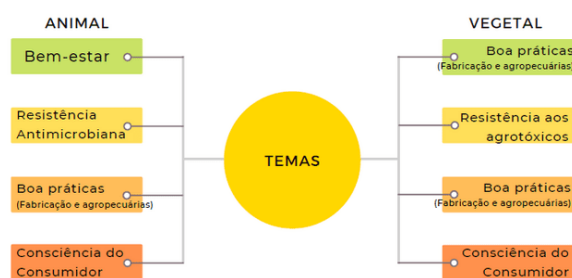 ANIMAL
Bem-estar
Resistência
Antimicrobiana
Boa práticas
(Fabricação e agropecuárias)
Consciência do
Consumidor
TEMAS
VEGETAL
Boa práticas
(Fabricação e agropecuárias)
Resistência aos
agrotóxicos
Boa práticas
(Fabricação e agropecuárias)
Consciência do
Consumidor